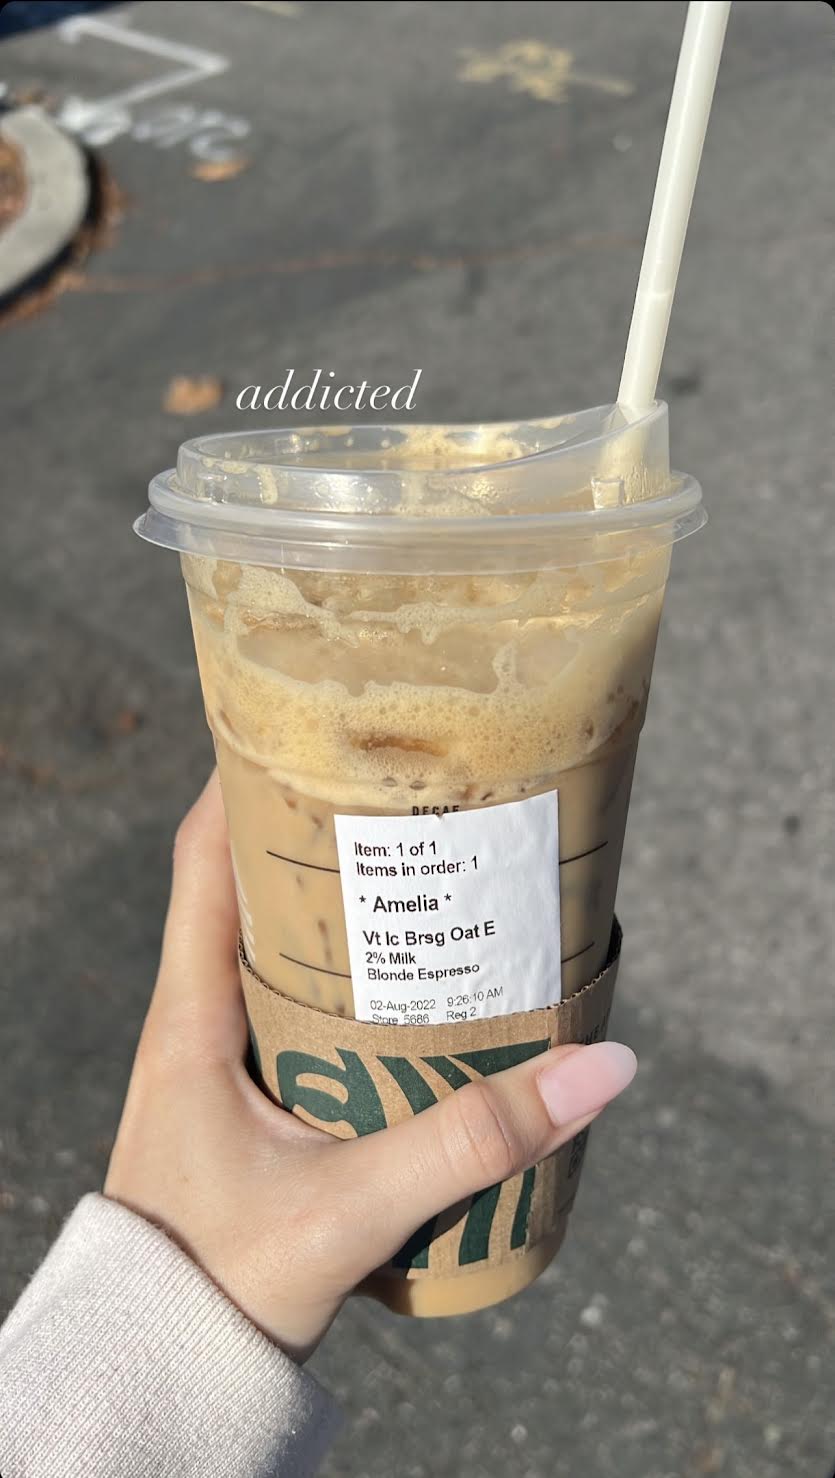 addicted
DECAF
Item: 1 of 1
Items in order: 1
* Amelia *
Vt Ic Brsg Oat E
2% Milk
Blonde Espresso
02-Aug-2022 9:26:10 AM
Store 5686 Reg 2